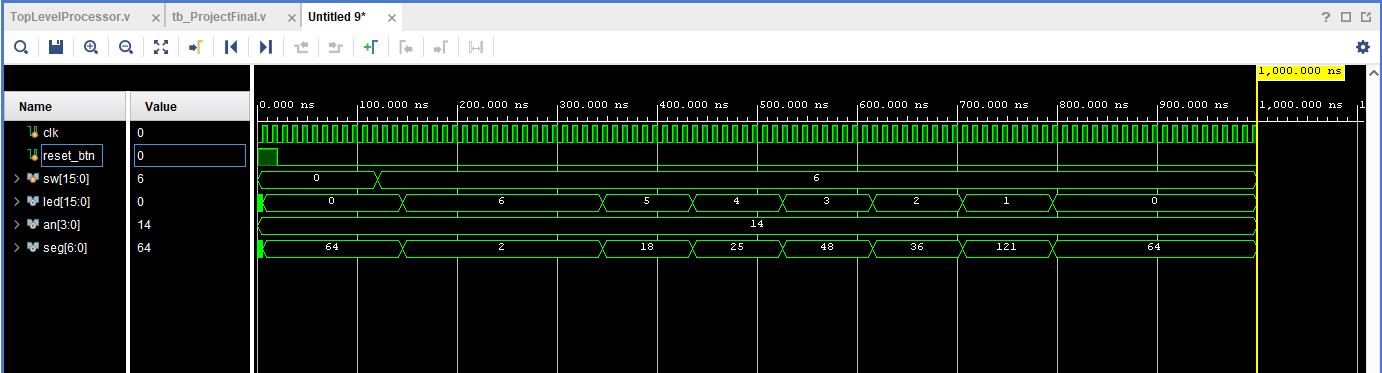 TopLevelProcessor.v × tb_ProjectFinal.v × Untitled 9* × ?
1,000.000 ns
Name Value 0.000 ns 100.000 ns 200.000 ns 300.000 ns 400.000 ns 500.000 ns 600.000 ns 700.000 ns 800.000 ns 900.000 ns 1,000.000 ns 1
clk 0
reset_btn 0
sw[15:0] 6 0 6
led[15:0] 0 0 6 5 4 3 2 1 0
an[3:0] 14 14
seg[6:0] 64 64 2 18 25 48 36 121 64